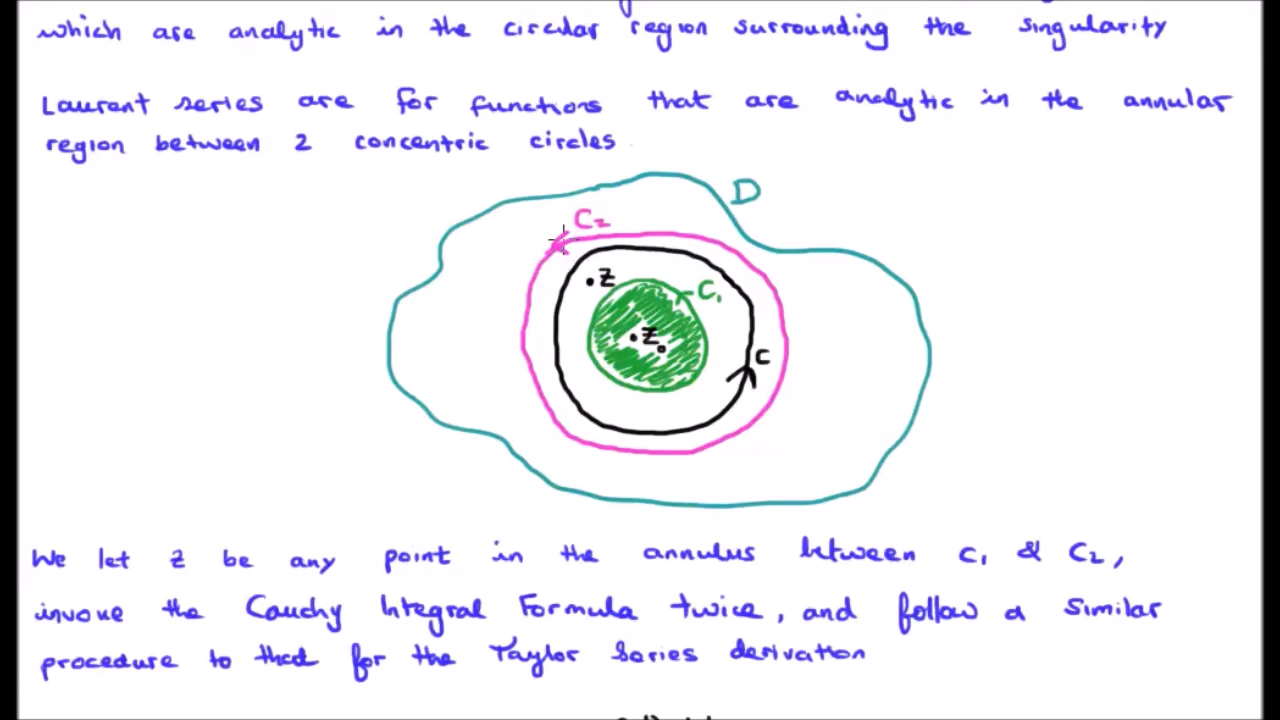 which are analytic in the circular region surrounding the singularity
Laurent series are for functions that are analytic in the annular
region between 2 concentric circles
D
C₂
z
C₁
z₀
C
We let z be any point in the annulus between C₁ & C₂,
invoke the Cauchy Integral Formula twice, and follow a similar
procedure to that for the Taylor Series derivation